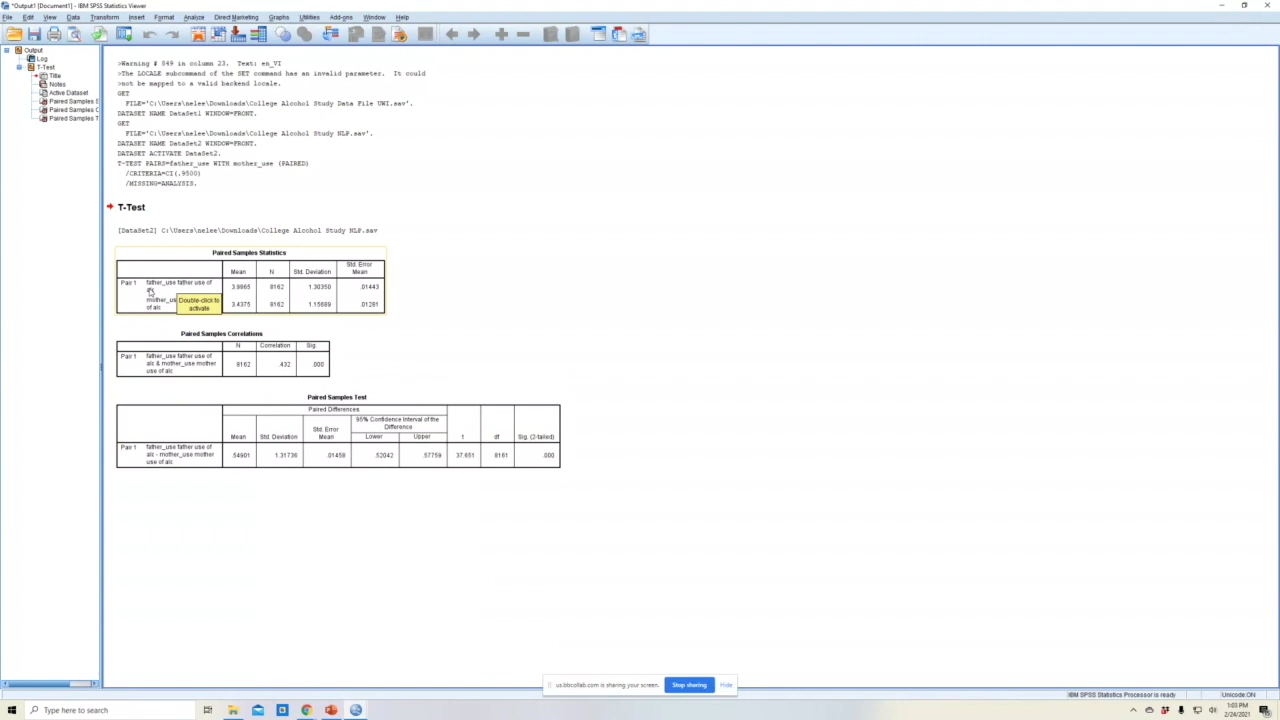 *Output1 [Document1] - IBM SPSS Statistics Viewer
File Edit View Data Transform Insert Format Analyze Direct Marketing Graphs Utilities Add-ons Window Help
Output
Log
T-Test
Title
Notes
Active Dataset
Paired Samples S
Paired Samples C
Paired Samples T
>Warning # 849 in column 23. Text: en_VI
>The LOCALE subcommand of the SET command has an invalid parameter. It could
>not be mapped to a valid backend locale.
GET
FILE='C:\Users\nelee\Downloads\College Alcohol Study Data File UWI.sav'.
DATASET NAME DataSet1 WINDOW=FRONT.
GET
FILE='C:\Users\nelee\Downloads\College Alcohol Study NLP.sav'.
DATASET NAME DataSet2 WINDOW=FRONT.
DATASET ACTIVATE DataSet2.
T-TEST PAIRS=father_use WITH mother_use (PAIRED)
/CRITERIA=CI(.9500)
/MISSING=ANALYSIS.
T-Test
[DataSet2] C:\Users\nelee\Downloads\College Alcohol Study NLP.sav
Paired Samples Statistics
Mean N Std. Deviation Std. Error Mean
Pair 1 father_use father use of alc 3.9865 8162 1.30350 .01443
mother_us of alc 3.4375 8162 1.15689 .01281
Double-click to activate
Paired Samples Correlations
N Correlation Sig.
Pair 1 father_use father use of alc & mother_use mother use of alc 8162 .432 .000
Paired Samples Test
Paired Differences
95% Confidence Interval of the Difference
Mean Std. Deviation Std. Error Mean Lower Upper t df Sig. (2-tailed)
Pair 1 father_use father use of alc - mother_use mother use of alc .54901 1.31736 .01458 .52042 .57759 37.651 8161 .000
us.bbcollab.com is sharing your screen. Stop sharing Hide
IBM SPSS Statistics Processor is ready Unicode:ON
Type here to search
1:03 PM
2/24/2021